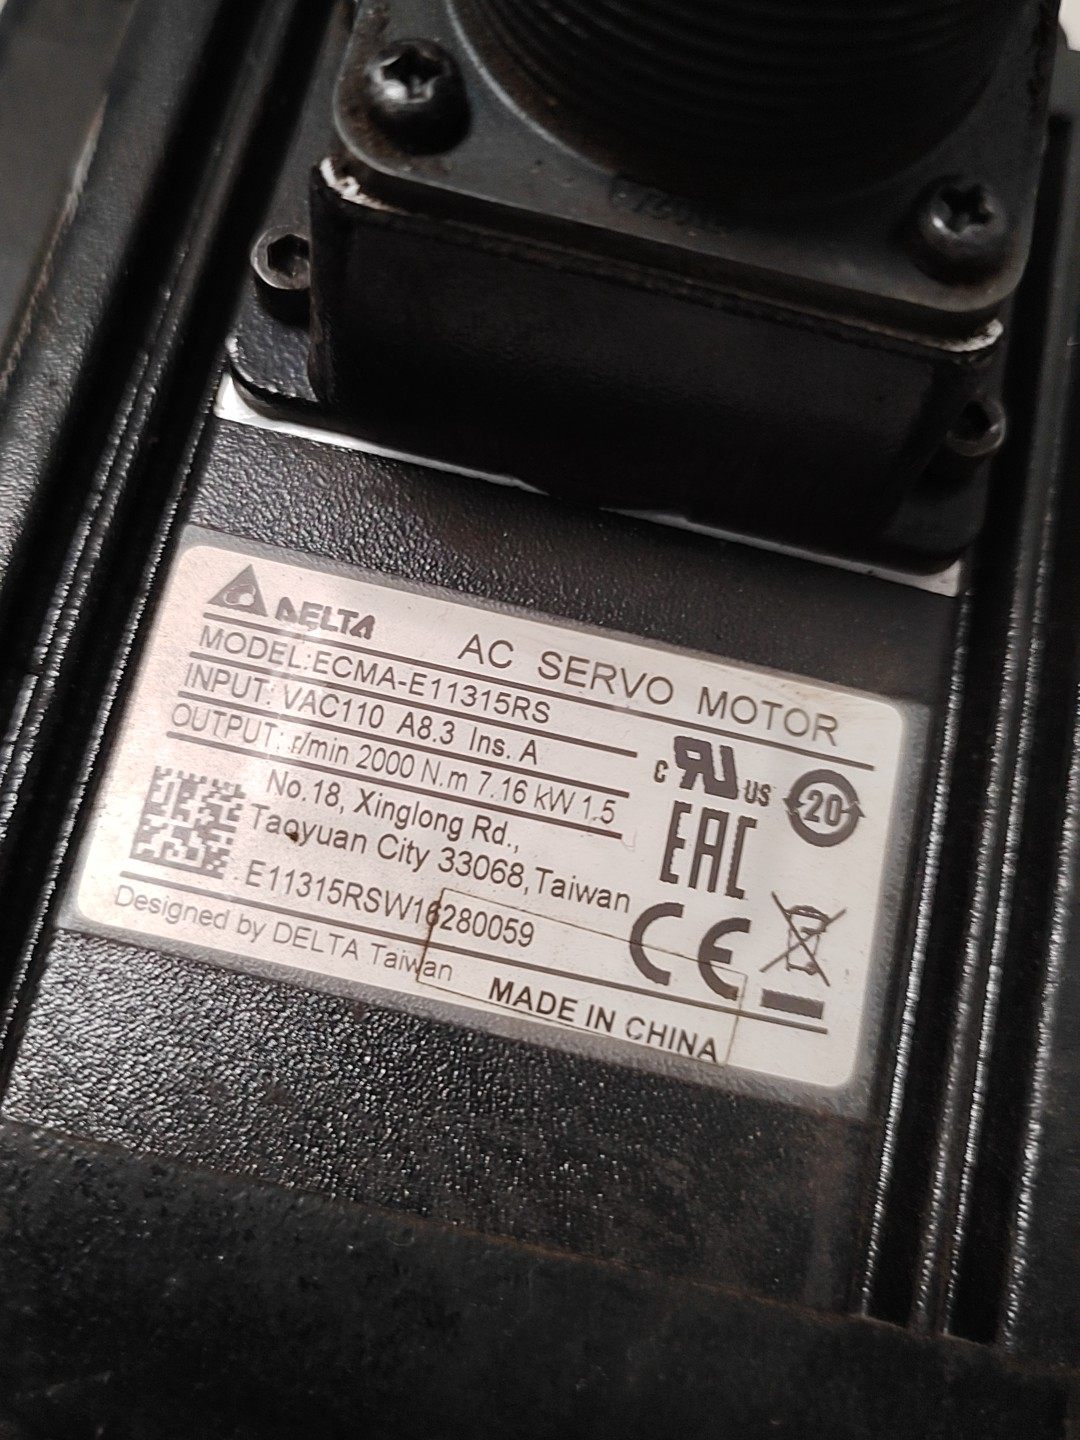 DELTA
AC SERVO MOTOR
MODEL:ECMA-E11315RS
INPUT: VAC110 A8.3 Ins. A
OUTPUT: r/min 2000 N.m 7.16 kW 1.5
No.18, Xinglong Rd.,
Taoyuan City 33068,Taiwan
E11315RSW16280059
Designed by DELTA Taiwan
MADE IN CHINA
c RU US
20
EAC
CE